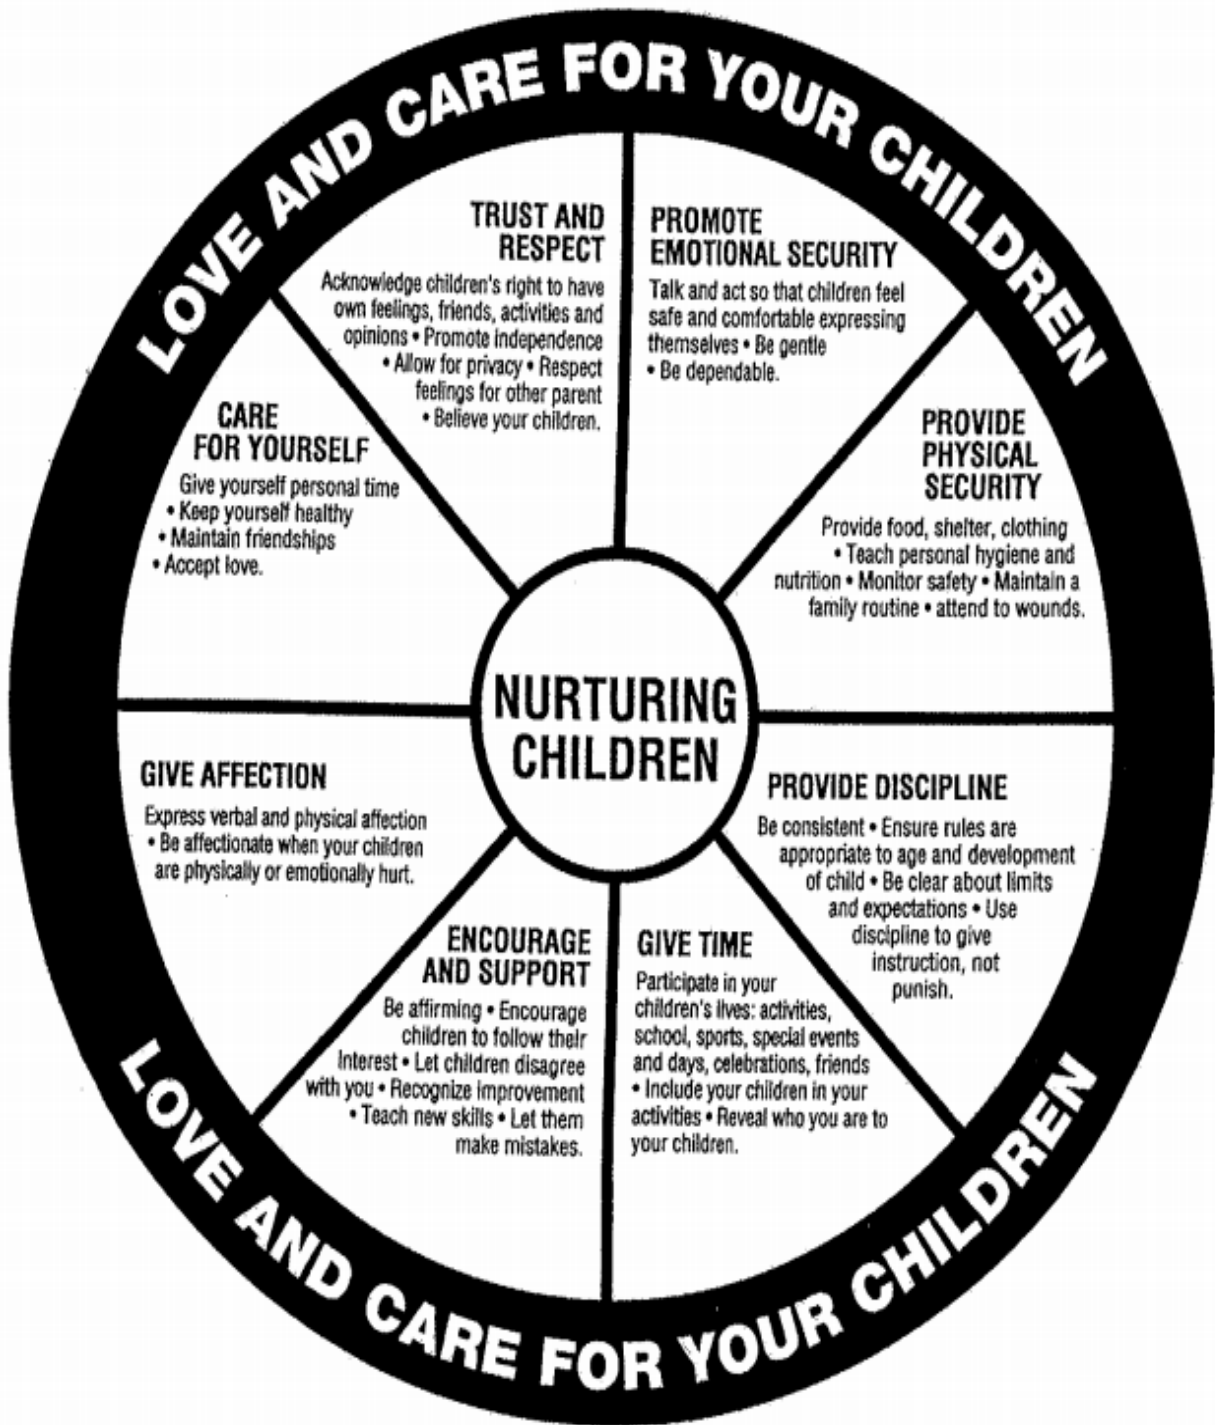 LOVE AND CARE FOR YOUR CHILDREN
TRUST AND
RESPECT
Acknowledge children's right to have
own feelings, friends, activities and
opinions • Promote independence
• Allow for privacy • Respect
feelings for other parent
• Believe your children.
PROMOTE
EMOTIONAL SECURITY
Talk and act so that children feel
safe and comfortable expressing
themselves • Be gentle
• Be dependable.
PROVIDE
PHYSICAL
SECURITY
Provide food, shelter, clothing
• Teach personal hygiene and
nutrition • Monitor safety • Maintain a
family routine • attend to wounds.
PROVIDE DISCIPLINE
Be consistent • Ensure rules are
appropriate to age and development
of child • Be clear about limits
and expectations • Use
discipline to give
instruction, not
punish.
GIVE TIME
Participate in your
children's lives: activities,
school, sports, special events
and days, celebrations, friends
• Include your children in your
activities • Reveal who you are to
your children.
ENCOURAGE
AND SUPPORT
Be affirming • Encourage
children to follow their
Interest • Let children disagree
with you • Recognize improvement
• Teach new skills • Let them
make mistakes.
GIVE AFFECTION
Express verbal and physical affection
• Be affectionate when your children
are physically or emotionally hurt.
CARE
FOR YOURSELF
Give yourself personal time
• Keep yourself healthy
• Maintain friendships
• Accept love.
NURTURING
CHILDREN
LOVE AND CARE FOR YOUR CHILDREN